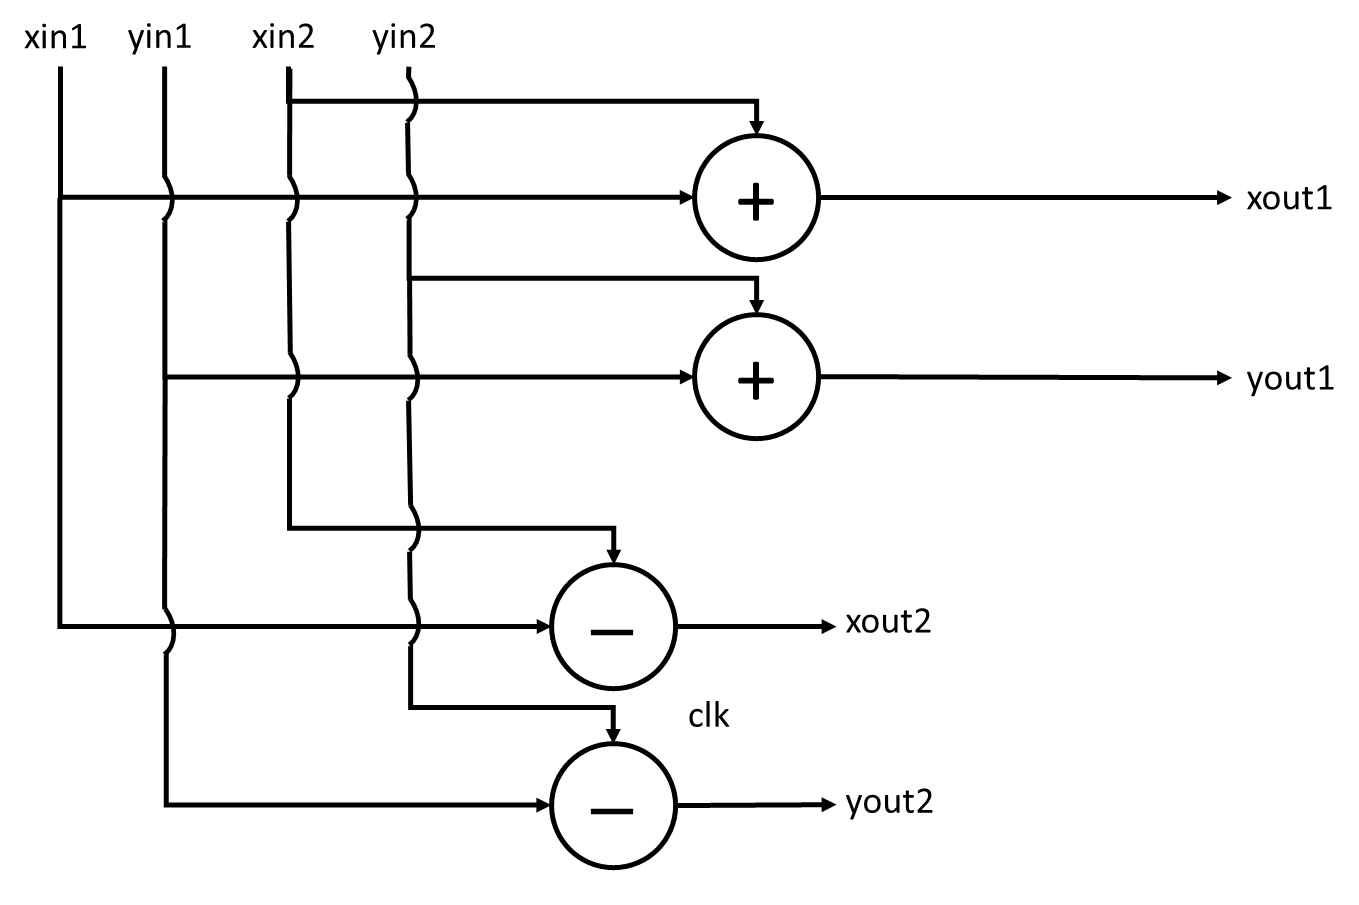 xin1 yin1 xin2 yin2
+
xout1
+
yout1
−
xout2
clk
−
yout2